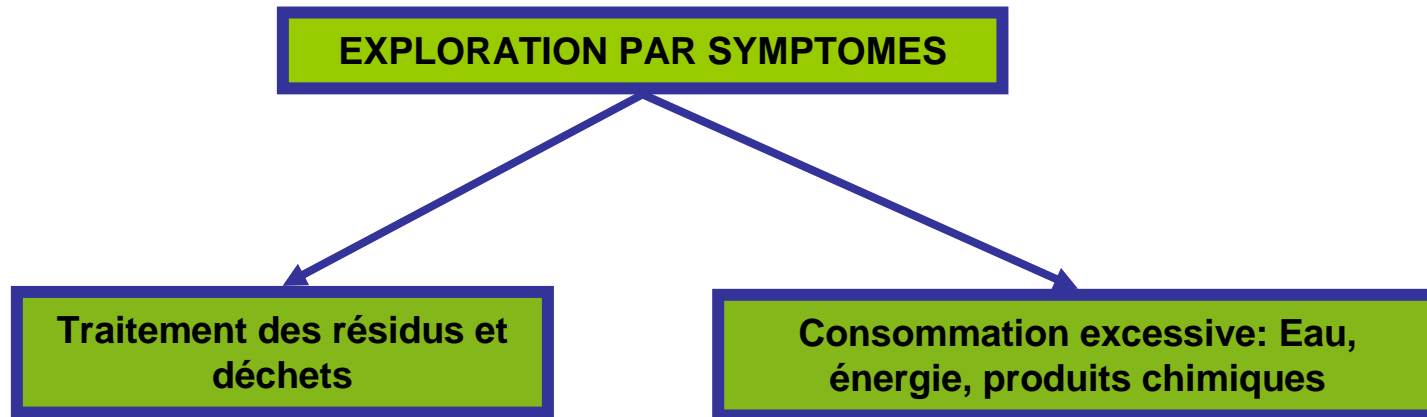 EXPLORATION PAR SYMPTOMES
Traitement des résidus et
déchets
Consommation excessive: Eau,
énergie, produits chimiques